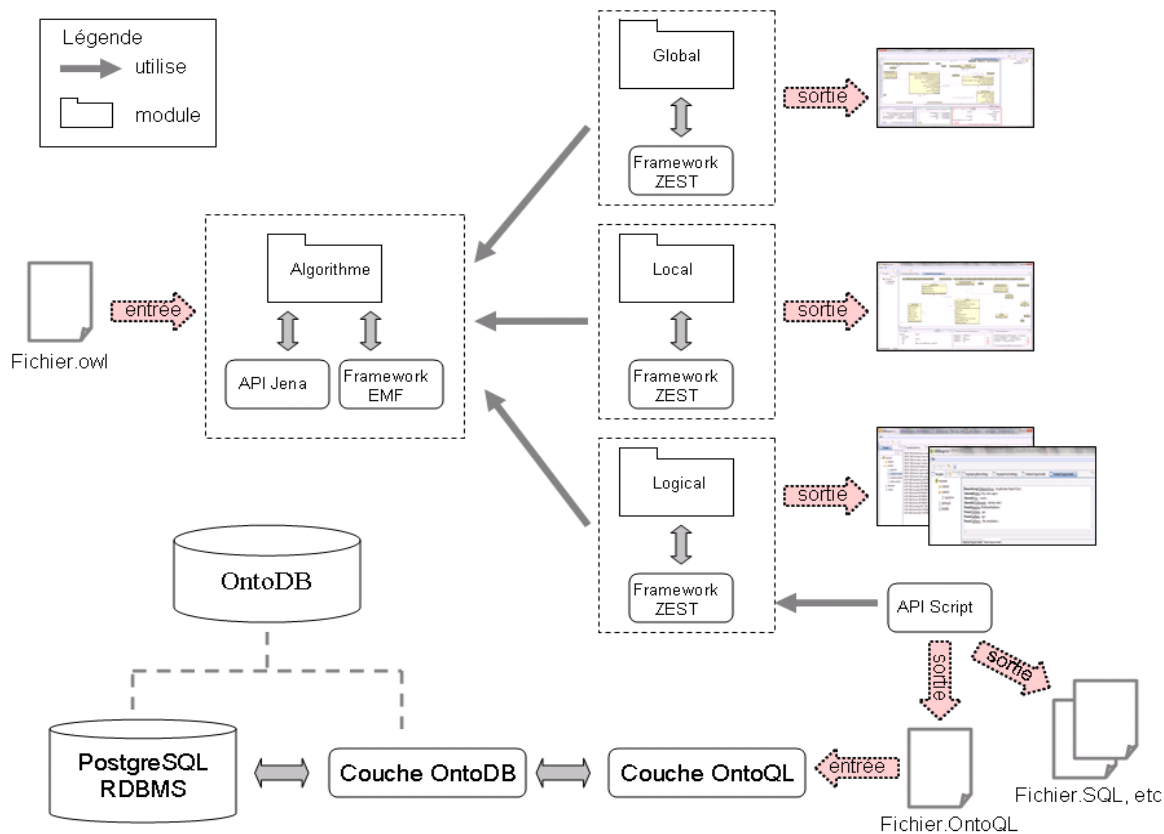 Légende
utilise
module
Global
Framework
ZEST
sortie
Algorithme
API Jena
Framework
EMF
entrée
Fichier.owl
Local
Framework
ZEST
sortie
Logical
Framework
ZEST
sortie
API Script
sortie
sortie
OntoDB
PostgreSQL
RDBMS
Couche OntoDB
Couche OntoQL
entrée
Fichier.OntoQL
Fichier.SQL, etc